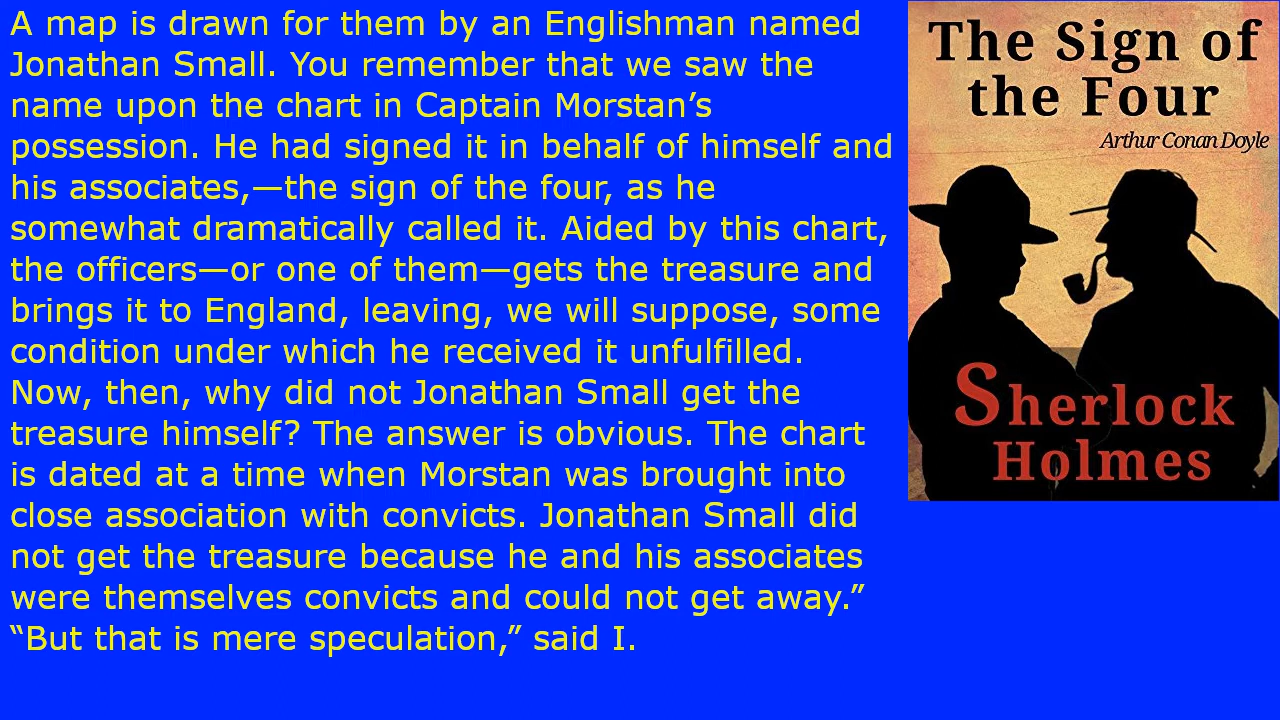 A map is drawn for them by an Englishman named
Jonathan Small. You remember that we saw the
name upon the chart in Captain Morstan’s
possession. He had signed it in behalf of himself and
his associates,—the sign of the four, as he
somewhat dramatically called it. Aided by this chart,
the officers—or one of them—gets the treasure and
brings it to England, leaving, we will suppose, some
condition under which he received it unfulfilled.
Now, then, why did not Jonathan Small get the
treasure himself? The answer is obvious. The chart
is dated at a time when Morstan was brought into
close association with convicts. Jonathan Small did
not get the treasure because he and his associates
were themselves convicts and could not get away.”
“But that is mere speculation,” said I.
The Sign of
the Four
Arthur Conan Doyle
Sherlock
Holmes